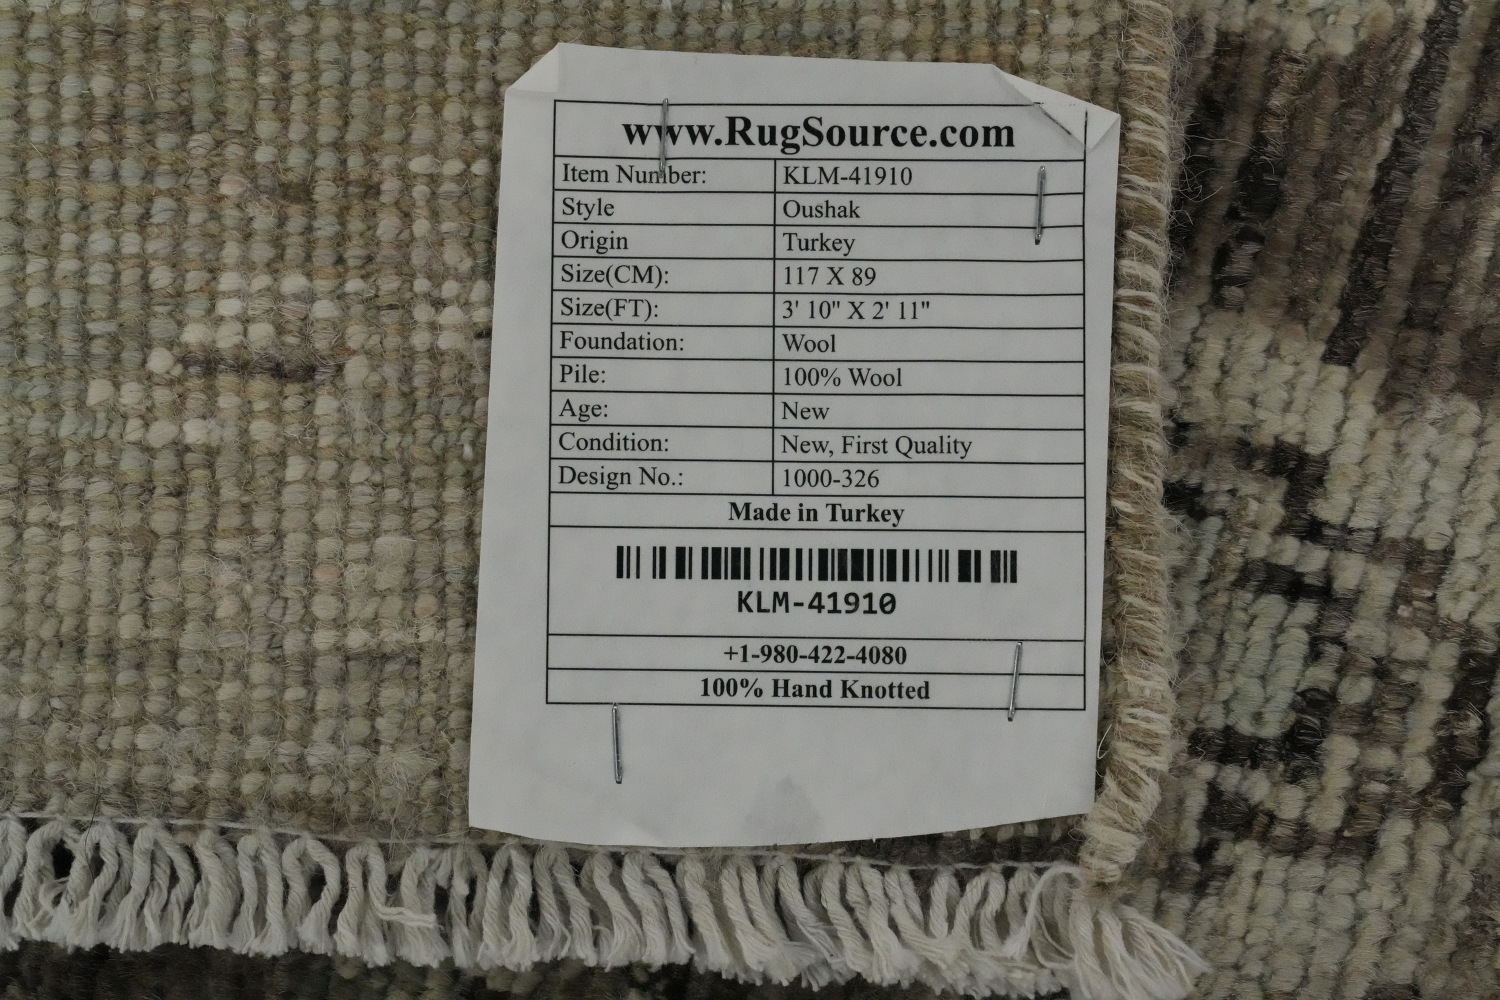 www.RugSource.com
Item Number: KLM-41910
Style Oushak
Origin Turkey
Size(CM): 117 X 89
Size(FT): 3' 10" X 2' 11"
Foundation: Wool
Pile: 100% Wool
Age: New
Condition: New, First Quality
Design No.: 1000-326
Made in Turkey
KLM-41910
+1-980-422-4080
100% Hand Knotted